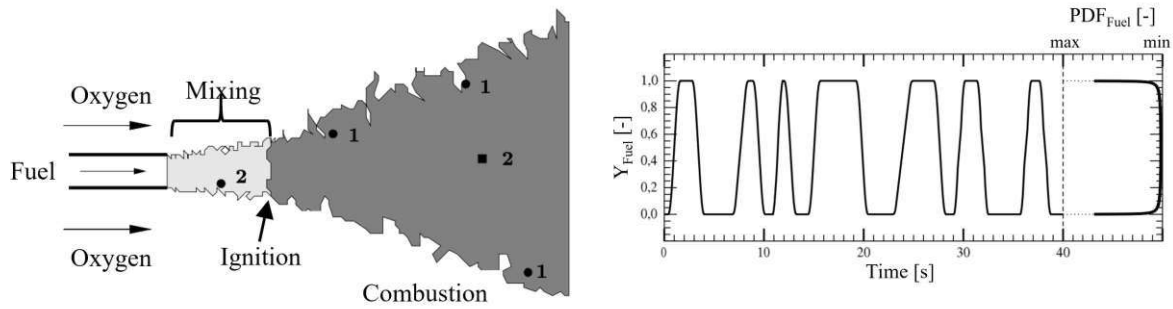 Oxygen
Mixing
Fuel
Oxygen
Ignition
Combustion
1
1
2
2
1
PDF_Fuel [-]
max
min
Y_Fuel [-]
1,0
0,8
0,6
0,4
0,2
0,0
0
10
20
30
40
50
Time [s]